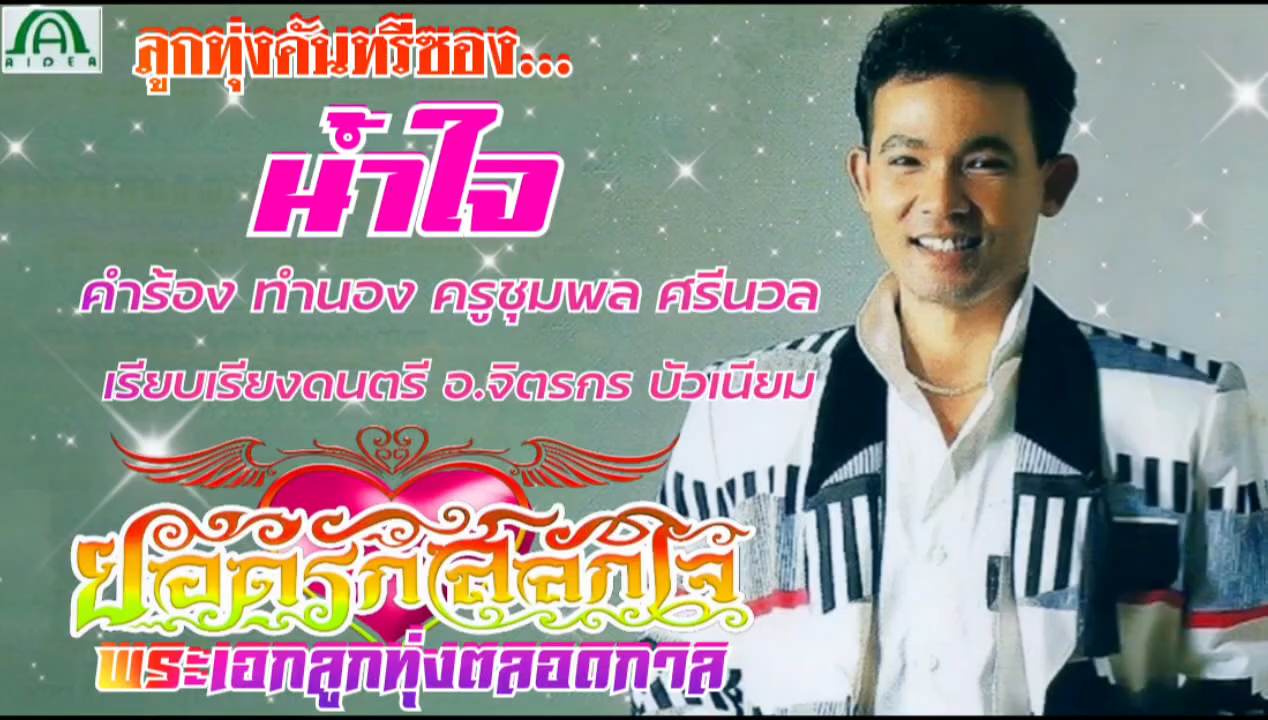 AIDEA
ลูกทุ่งคันทรีซอง...
น้ำใจ
คำร้อง ทำนอง ครูชุมพล ศรีนวล
เรียบเรียงดนตรี อ.จิตรกร บัวเนียม
ยอดรัก สลักใจ
พระเอกลูกทุ่งตลอดกาล